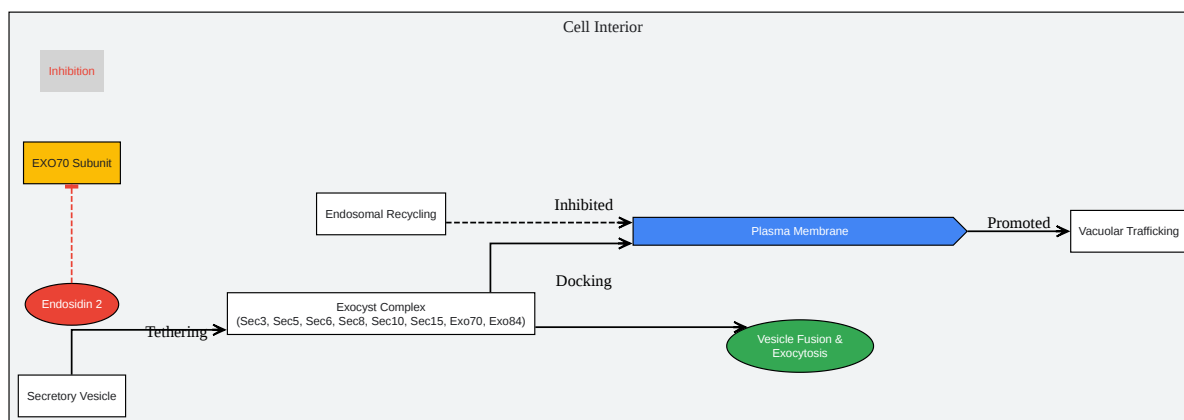 Cell Interior
Inhibition
EXO70 Subunit
Endosomal Recycling
Inhibited
Plasma Membrane
Promoted
Vacuolar Trafficking
Docking
Endosidin 2
Exocyst Complex
(Sec3, Sec5, Sec6, Sec8, Sec10, Sec15, Exo70, Exo84)
Tethering
Vesicle Fusion &
Exocytosis
Secretory Vesicle